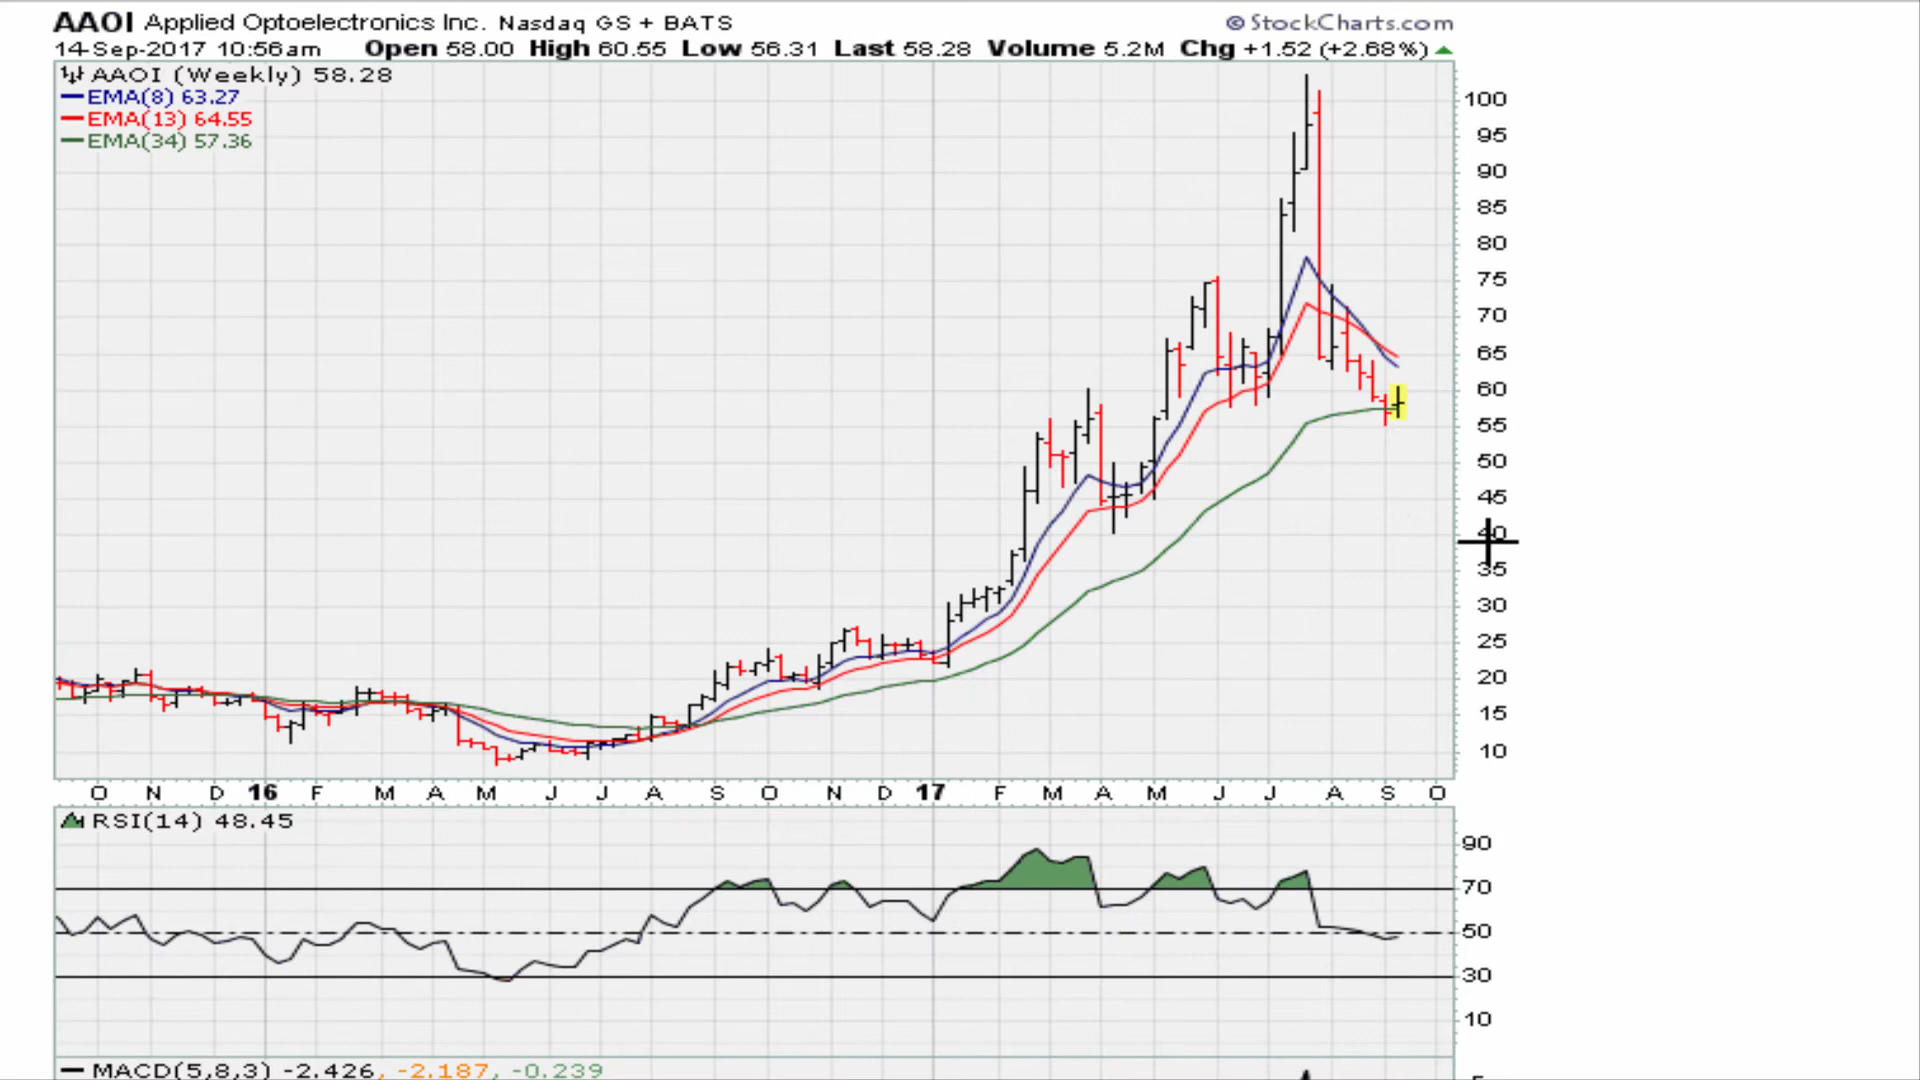 AAOI Applied Optoelectronics Inc. Nasdaq GS + BATS © StockCharts.com
14-Sep-2017 10:56am Open 58.00 High 60.55 Low 56.31 Last 58.28 Volume 5.2M Chg +1.52 (+2.68%)
AAOI (Weekly) 58.28
EMA(8) 63.27
EMA(13) 64.55
EMA(34) 57.36
100
95
90
85
80
75
70
65
60
55
50
45
40
35
30
25
20
15
10
O N D 16 F M A M J J A S O N D 17 F M A M J J A S O
RSI(14) 48.45
90
70
50
30
10
MACD(5,8,3) -2.426, -2.187, -0.239